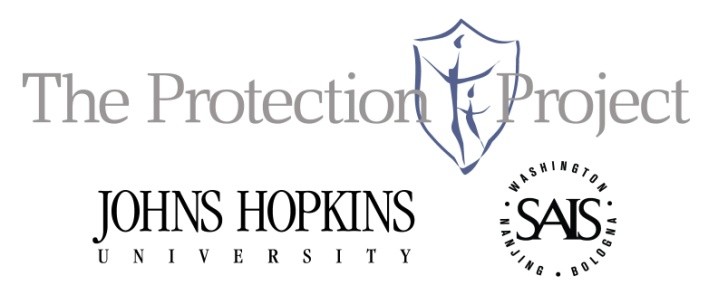 The Protection Project
JOHNS HOPKINS
UNIVERSITY
WASHINGTON
SAIS
NANJING • BOLOGNA